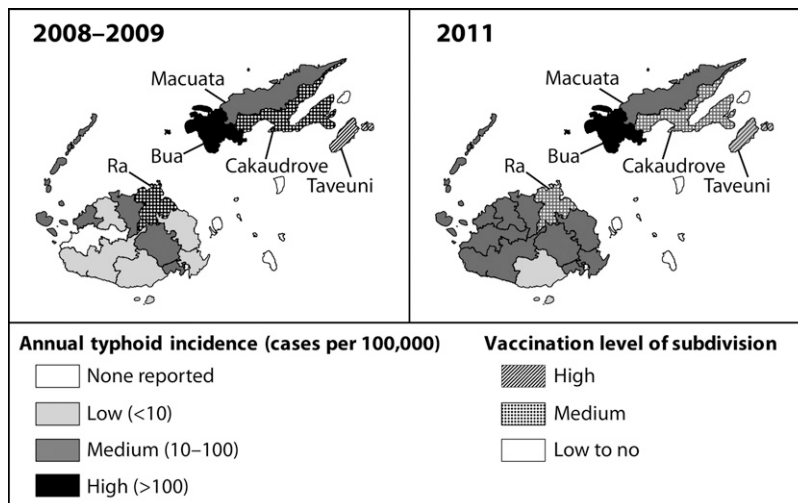 2008–2009
Macuata
Bua
Ra
Cakaudrove
Taveuni
2011
Macuata
Bua
Ra
Cakaudrove
Taveuni
Annual typhoid incidence (cases per 100,000)
None reported
Low (<10)
Medium (10–100)
High (>100)
Vaccination level of subdivision
High
Medium
Low to no